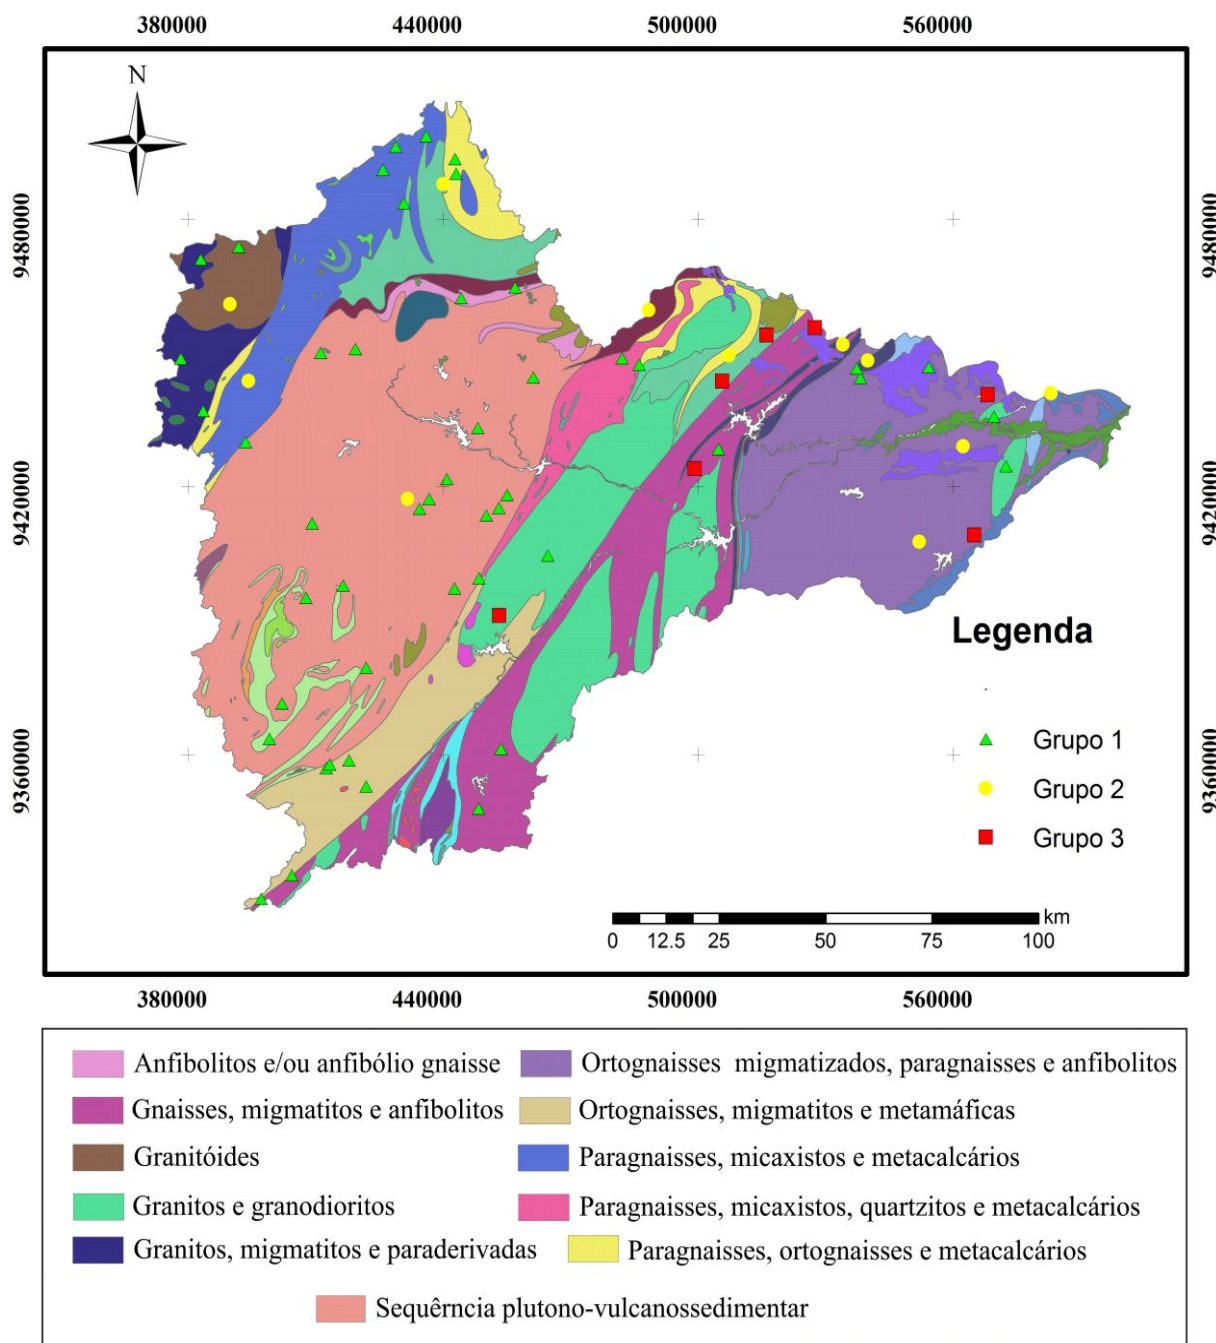 380000 440000 500000 560000
N
9480000 9480000
9420000 9420000
9360000 9360000
Legenda
Grupo 1
Grupo 2
Grupo 3
km
0 12.5 25 50 75 100
380000 440000 500000 560000
Anfibolitos e/ou anfibólio gnaisse Ortognaisses migmatizados, paragnaisses e anfibolitos
Gnaisses, migmatitos e anfibolitos Ortognaisses, migmatitos e metamáficas
Granitóides Paragnaisses, micaxistos e metacalcários
Granitos e granodioritos Paragnaisses, micaxistos, quartzitos e metacalcários
Granitos, migmatitos e paraderivadas Paragnaisses, ortognaisses e metacalcários
Sequêrncia plutono-vulcanossedimentar